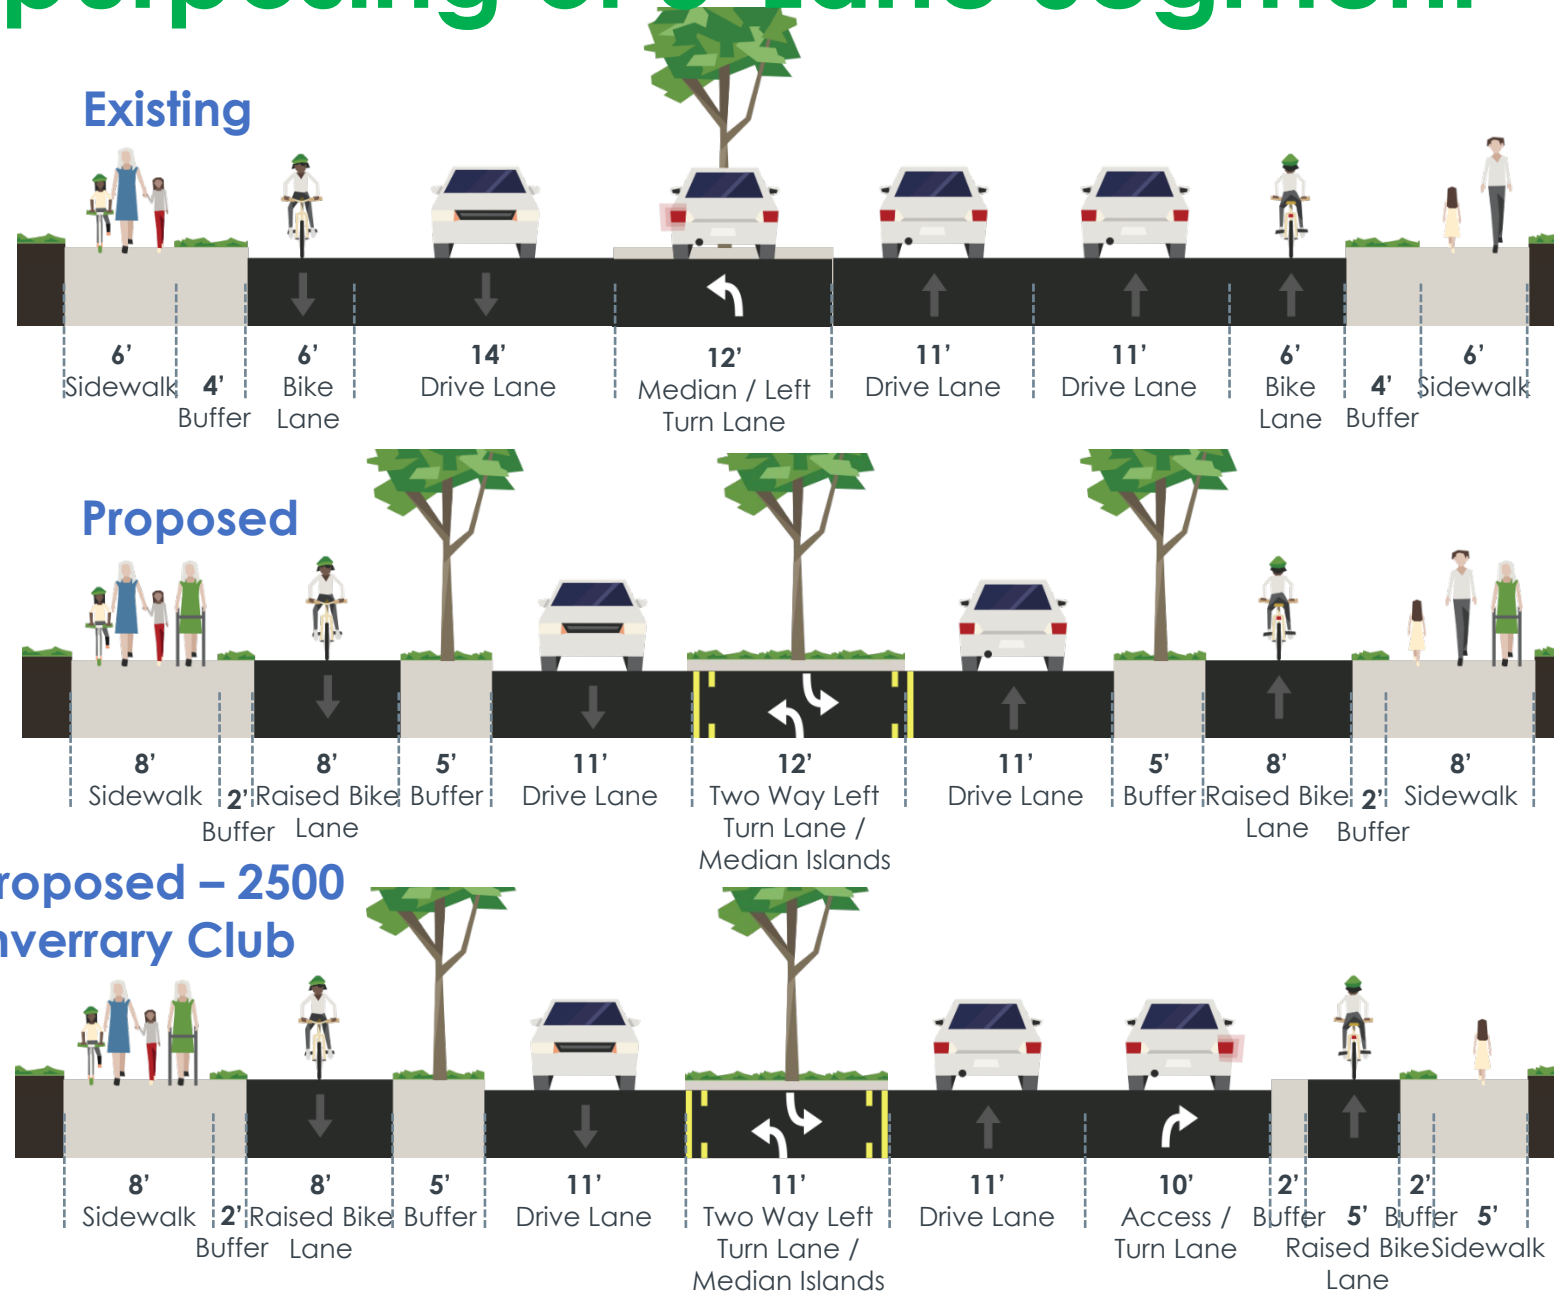 Lane Segment
Existing
6’
Sidewalk
4’
Buffer
6’
Bike
Lane
14’
Drive Lane
12’
Median / Left
Turn Lane
11’
Drive Lane
11’
Drive Lane
6’
Bike
Lane
4’
Buffer
6’
Sidewalk
Proposed
8’
Sidewalk
2’
Buffer
8’
Raised Bike
Lane
5’
Buffer
11’
Drive Lane
12’
Two Way Left
Turn Lane /
Median Islands
11’
Drive Lane
5’
Buffer
8’
Raised Bike
Lane
2’
Buffer
8’
Sidewalk
roposed – 2500
nverrary Club
8’
Sidewalk
2’
Buffer
8’
Raised Bike
Lane
5’
Buffer
11’
Drive Lane
11’
Two Way Left
Turn Lane /
Median Islands
11’
Drive Lane
10’
Access /
Turn Lane
2’
Buffer
5’
Raised Bike
Lane
2’
Buffer
5’
Sidewalk